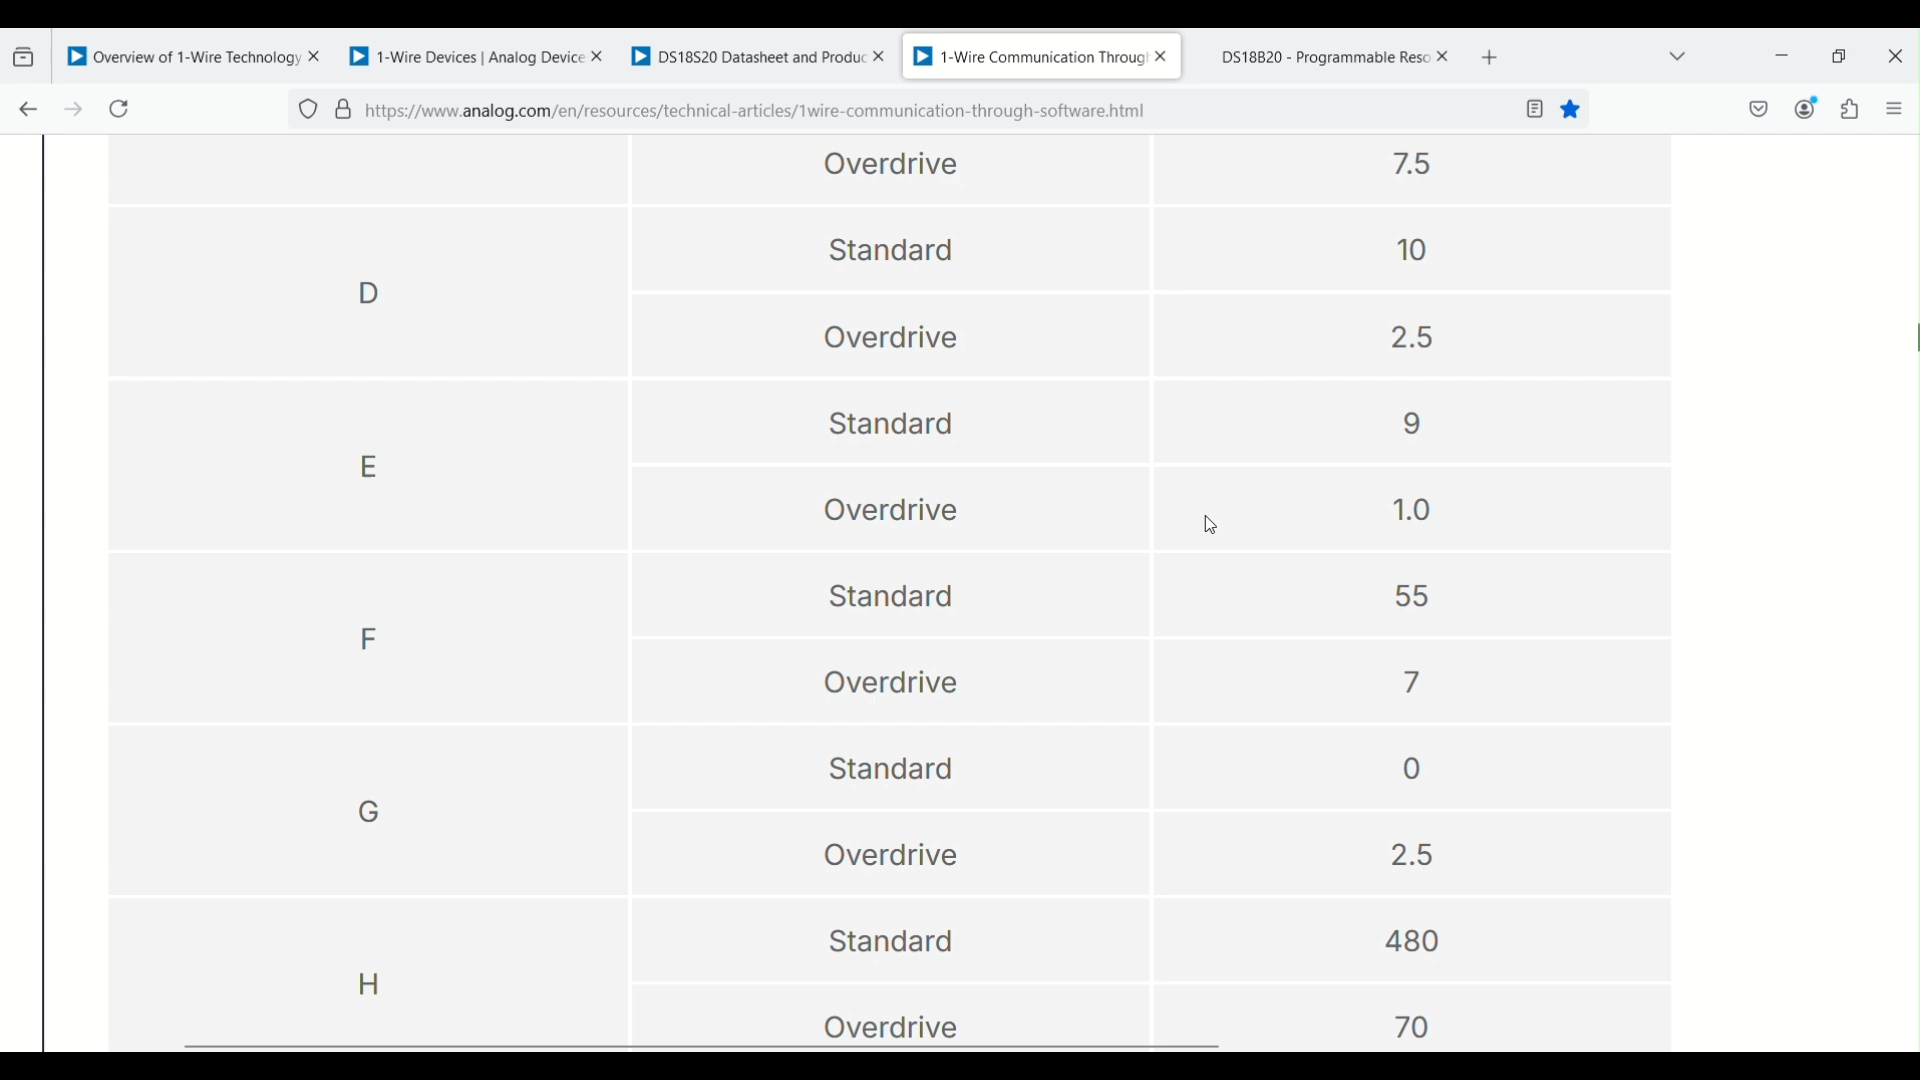 Overview of 1-Wire Technology
1-Wire Devices | Analog Device
DS18S20 Datasheet and Produc
1-Wire Communication Throug
DS18B20 - Programmable Reso
https://www.analog.com/en/resources/technical-articles/1wire-communication-through-software.html
Overdrive 7.5
D
Standard 10
Overdrive 2.5
E
Standard 9
Overdrive 1.0
F
Standard 55
Overdrive 7
G
Standard 0
Overdrive 2.5
H
Standard 480
Overdrive 70